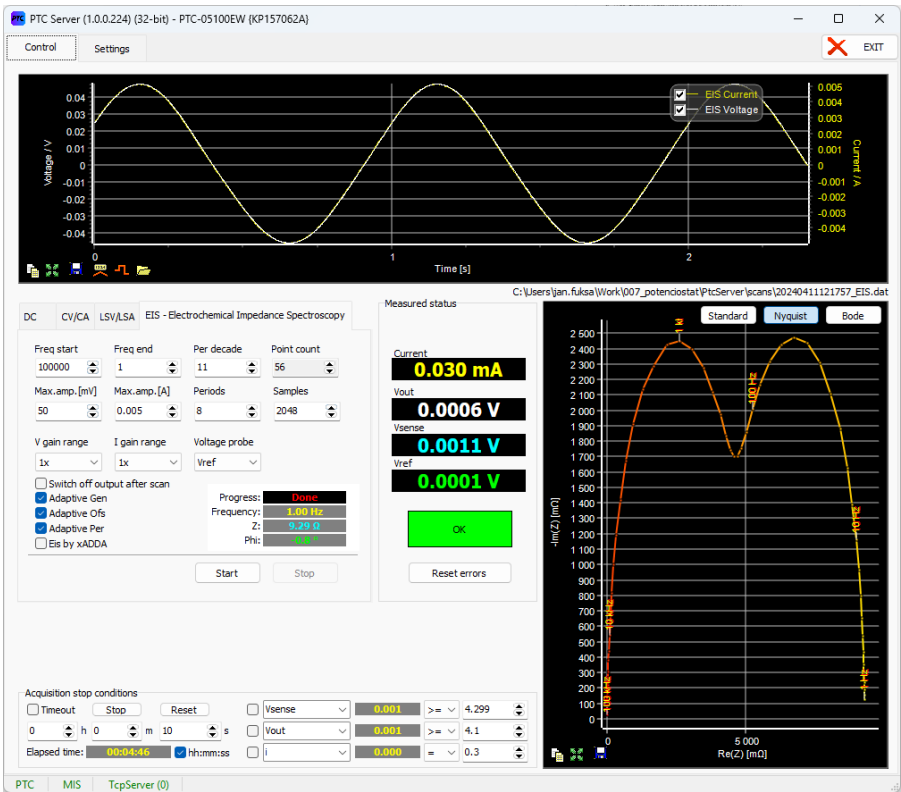 PTC Server (1.0.0.224) (32-bit) - PTC-05100EW {KP157062A}
Control Settings EXIT
EIS Current
EIS Voltage
Voltage / V
0.04
0.03
0.02
0.01
0
-0.01
-0.02
-0.03
-0.04
0.005
0.004
0.003
0.002
0.001
0
-0.001
-0.002
-0.003
-0.004
Current / A
0 1 2
Time [s]
C:\Users\jan.fuksa\Work\007_potenciostat\PtcServer\scans\20240411121757_EIS.dat
DC CV/CA LSV/LSA EIS - Electrochemical Impedance Spectroscopy
Freq start Freq end Per decade Point count
100000 1 11 56
Max.amp.[mV] Max.amp.[A] Periods Samples
50 0.005 8 2048
V gain range I gain range Voltage probe
1x 1x Vref
Switch off output after scan
Adaptive Gen
Adaptive Ofs
Adaptive Per
Eis by xADDA
Progress: Done
Frequency: 1.00 Hz
Z: 9.29 Ω
Phi: -0.8 °
Start Stop
Measured status
Current
0.030 mA
Vout
0.0006 V
Vsense
0.0011 V
Vref
0.0001 V
OK
Reset errors
Standard Nyquist Bode
-Im(Z) [mΩ]
2 500
2 400
2 300
2 200
2 100
2 000
1 900
1 800
1 700
1 600
1 500
1 400
1 300
1 200
1 100
1 000
900
800
700
600
500
400
300
200
100
0
100 Hz
10 Hz
10 kHz
100 kHz
0 5 000
Re(Z) [mΩ]
Acquisition stop conditions
Timeout Stop Reset
0 h 0 m 10 s
Elapsed time: 00:04:46 hh:mm:ss
Vsense 0.001 >= 4.299
Vout 0.001 >= 4.1
i 0.000 = 0.3
PTC MIS TcpServer (0)